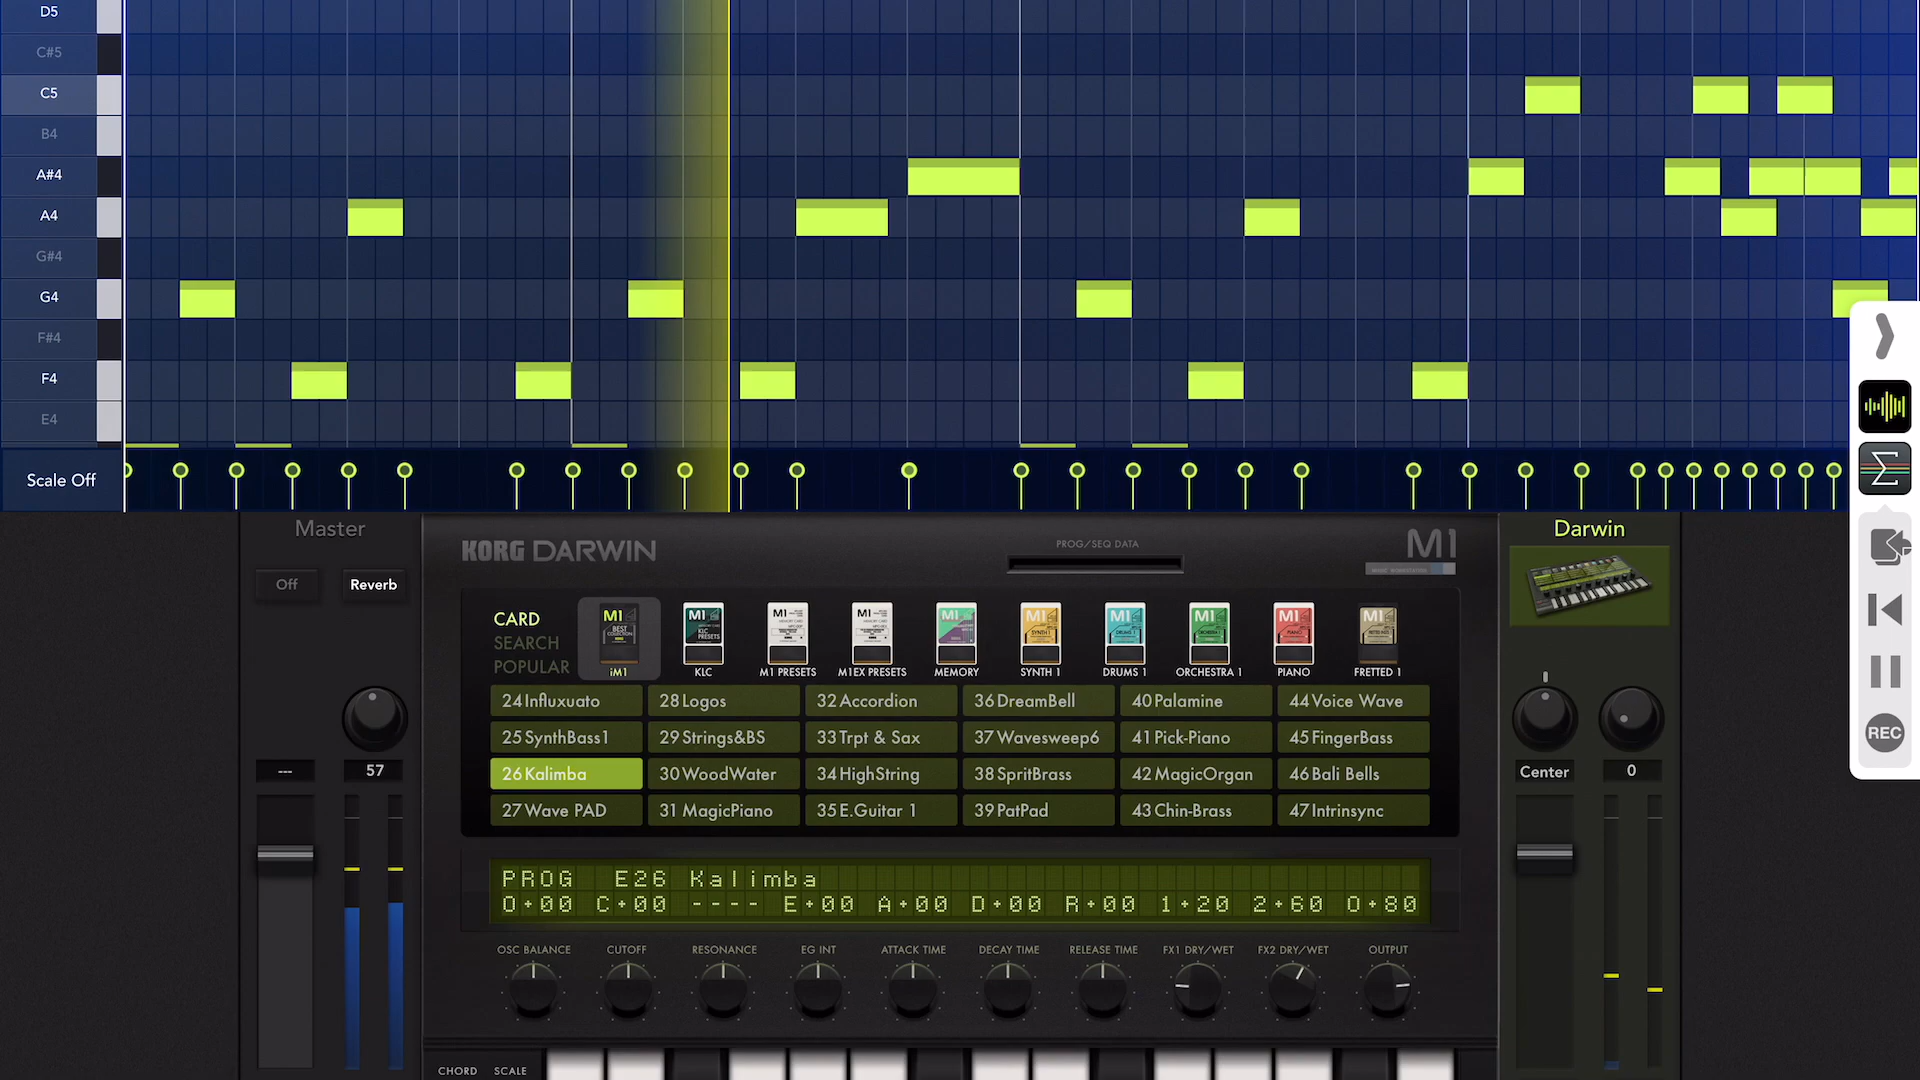 D5
C#5
C5
B4
A#4
A4
G#4
G4
F#4
F4
E4
Scale Off
Master
Off
Reverb
---
57
KORG DARWIN
PROG/SEQ DATA
M1
CARD
SEARCH
POPULAR
iM1
KLC
M1 PRESETS
M1EX PRESETS
MEMORY
SYNTH 1
DRUMS 1
ORCHESTRA 1
PIANO
FRETTED 1
24 Influxuato 28 Logos 32 Accordion 36 DreamBell 40 Palamine 44 Voice Wave
25 SynthBass1 29 Strings&BS 33 Trpt & Sax 37 Wavesweep6 41 Pick-Piano 45 FingerBass
26 Kalimba 30 WoodWater 34 HighString 38 SpritBrass 42 MagicOrgan 46 Bali Bells
27 Wave PAD 31 MagicPiano 35 E.Guitar 1 39 PatPad 43 Chin-Brass 47 Intrinsync
PROG E26 Kalimba
O+00 C+00 ---- E+00 A+00 D+00 R+00 1+20 2+60 O+80
OSC BALANCE CUTOFF RESONANCE EG INT ATTACK TIME DECAY TIME RELEASE TIME FX1 DRY/WET FX2 DRY/WET OUTPUT
CHORD SCALE
Darwin
Center
0
REC